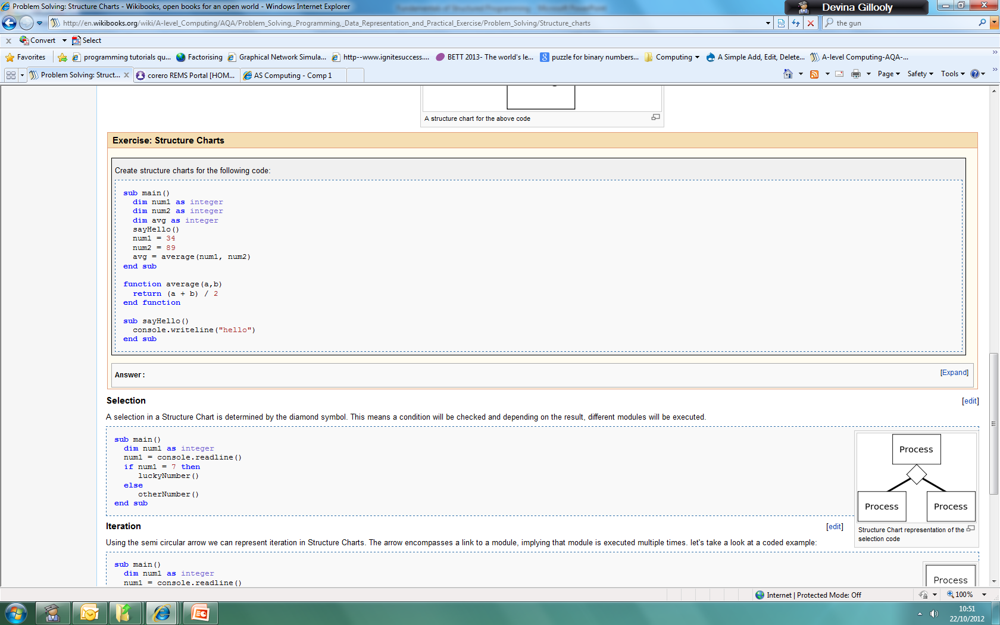 Problem Solving: Structure Charts - Wikibooks, open books for an open world - Windows Internet Explorer
Devina Gillooly
http://en.wikibooks.org/wiki/A-level_Computing/AQA/Problem_Solving,_Programming,_Data_Representation_and_Practical_Exercise/Problem_Solving/Structure_charts
the gun
x Convert Select
Favorites programming tutorials qu... Factorising Graphical Network Simula... http--www.ignitesuccess.... BETT 2013- The world's le... puzzle for binary numbers... Computing A Simple Add, Edit, Delete... A-level Computing-AQA-...
Problem Solving: Struct... x corero REMS Portal [HOM... AS Computing - Comp 1 Page Safety Tools
A structure chart for the above code
Exercise: Structure Charts
Create structure charts for the following code:
sub main()
dim num1 as integer
dim num2 as integer
dim avg as integer
sayHello()
num1 = 34
num2 = 89
avg = average(num1, num2)
end sub
function average(a,b)
return (a + b) / 2
end function
sub sayHello()
console.writeline("hello")
end sub
Answer:
[Expand]
Selection
[edit]
A selection in a Structure Chart is determined by the diamond symbol. This means a condition will be checked and depending on the result, different modules will be executed.
sub main()
dim num1 as integer
num1 = console.readline()
if num1 = 7 then
luckyNumber()
else
otherNumber()
end sub
Process
Process Process
Structure Chart representation of the
selection code
Iteration
[edit]
Using the semi circular arrow we can represent iteration in Structure Charts. The arrow encompasses a link to a module, implying that module is executed multiple times. let's take a look at a coded example:
sub main()
dim num1 as integer
num1 = console.readline()
Process
Internet | Protected Mode: Off
100%
10:51
22/10/2012